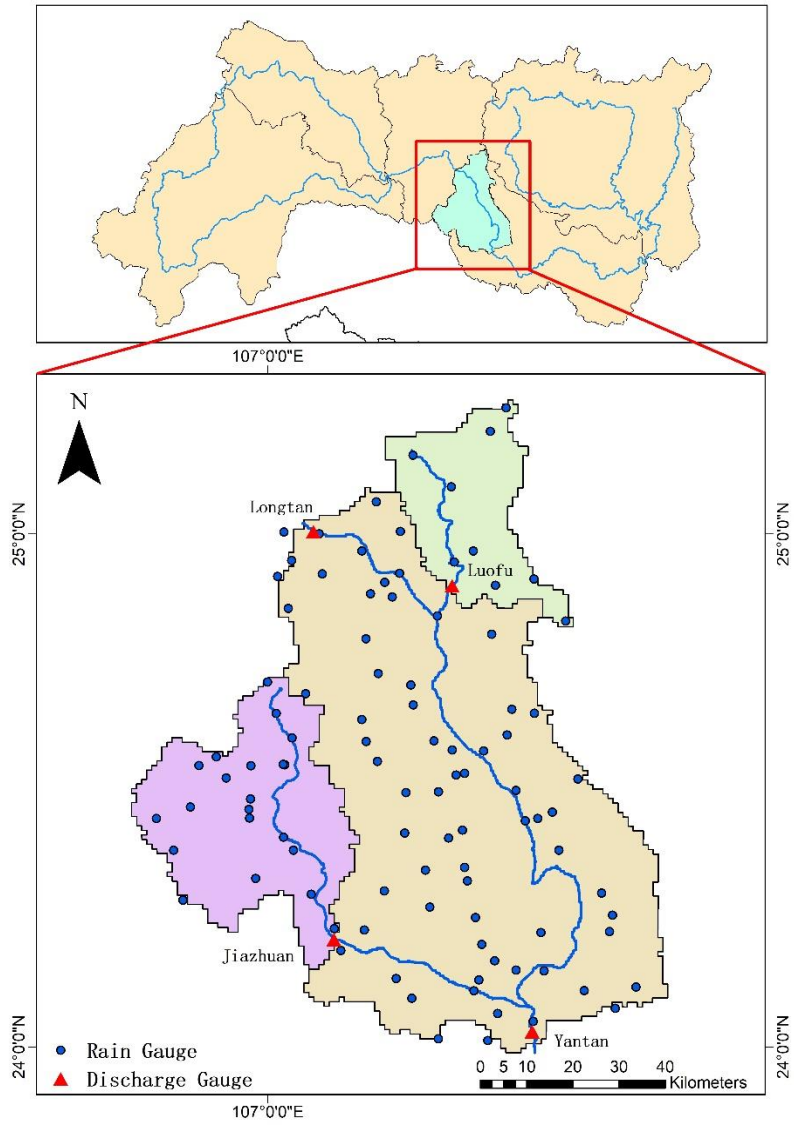 107°0'0"E
N
Longtan
25°0'0"N
25°0'0"N
Luofu
Jiazhuan
24°0'0"N
24°0'0"N
Rain Gauge
Yantan
Discharge Gauge
0 5 10 20 30 40
Kilometers
107°0'0"E